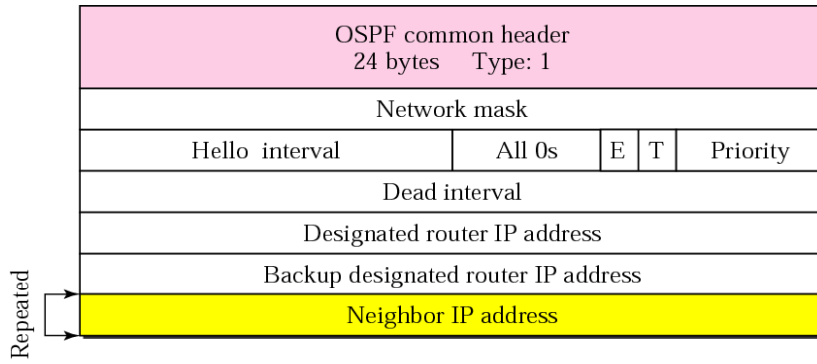 OSPF common header
24 bytes Type: 1
Network mask
Hello interval All 0s E T Priority
Dead interval
Designated router IP address
Backup designated router IP address
Neighbor IP address
Repeated